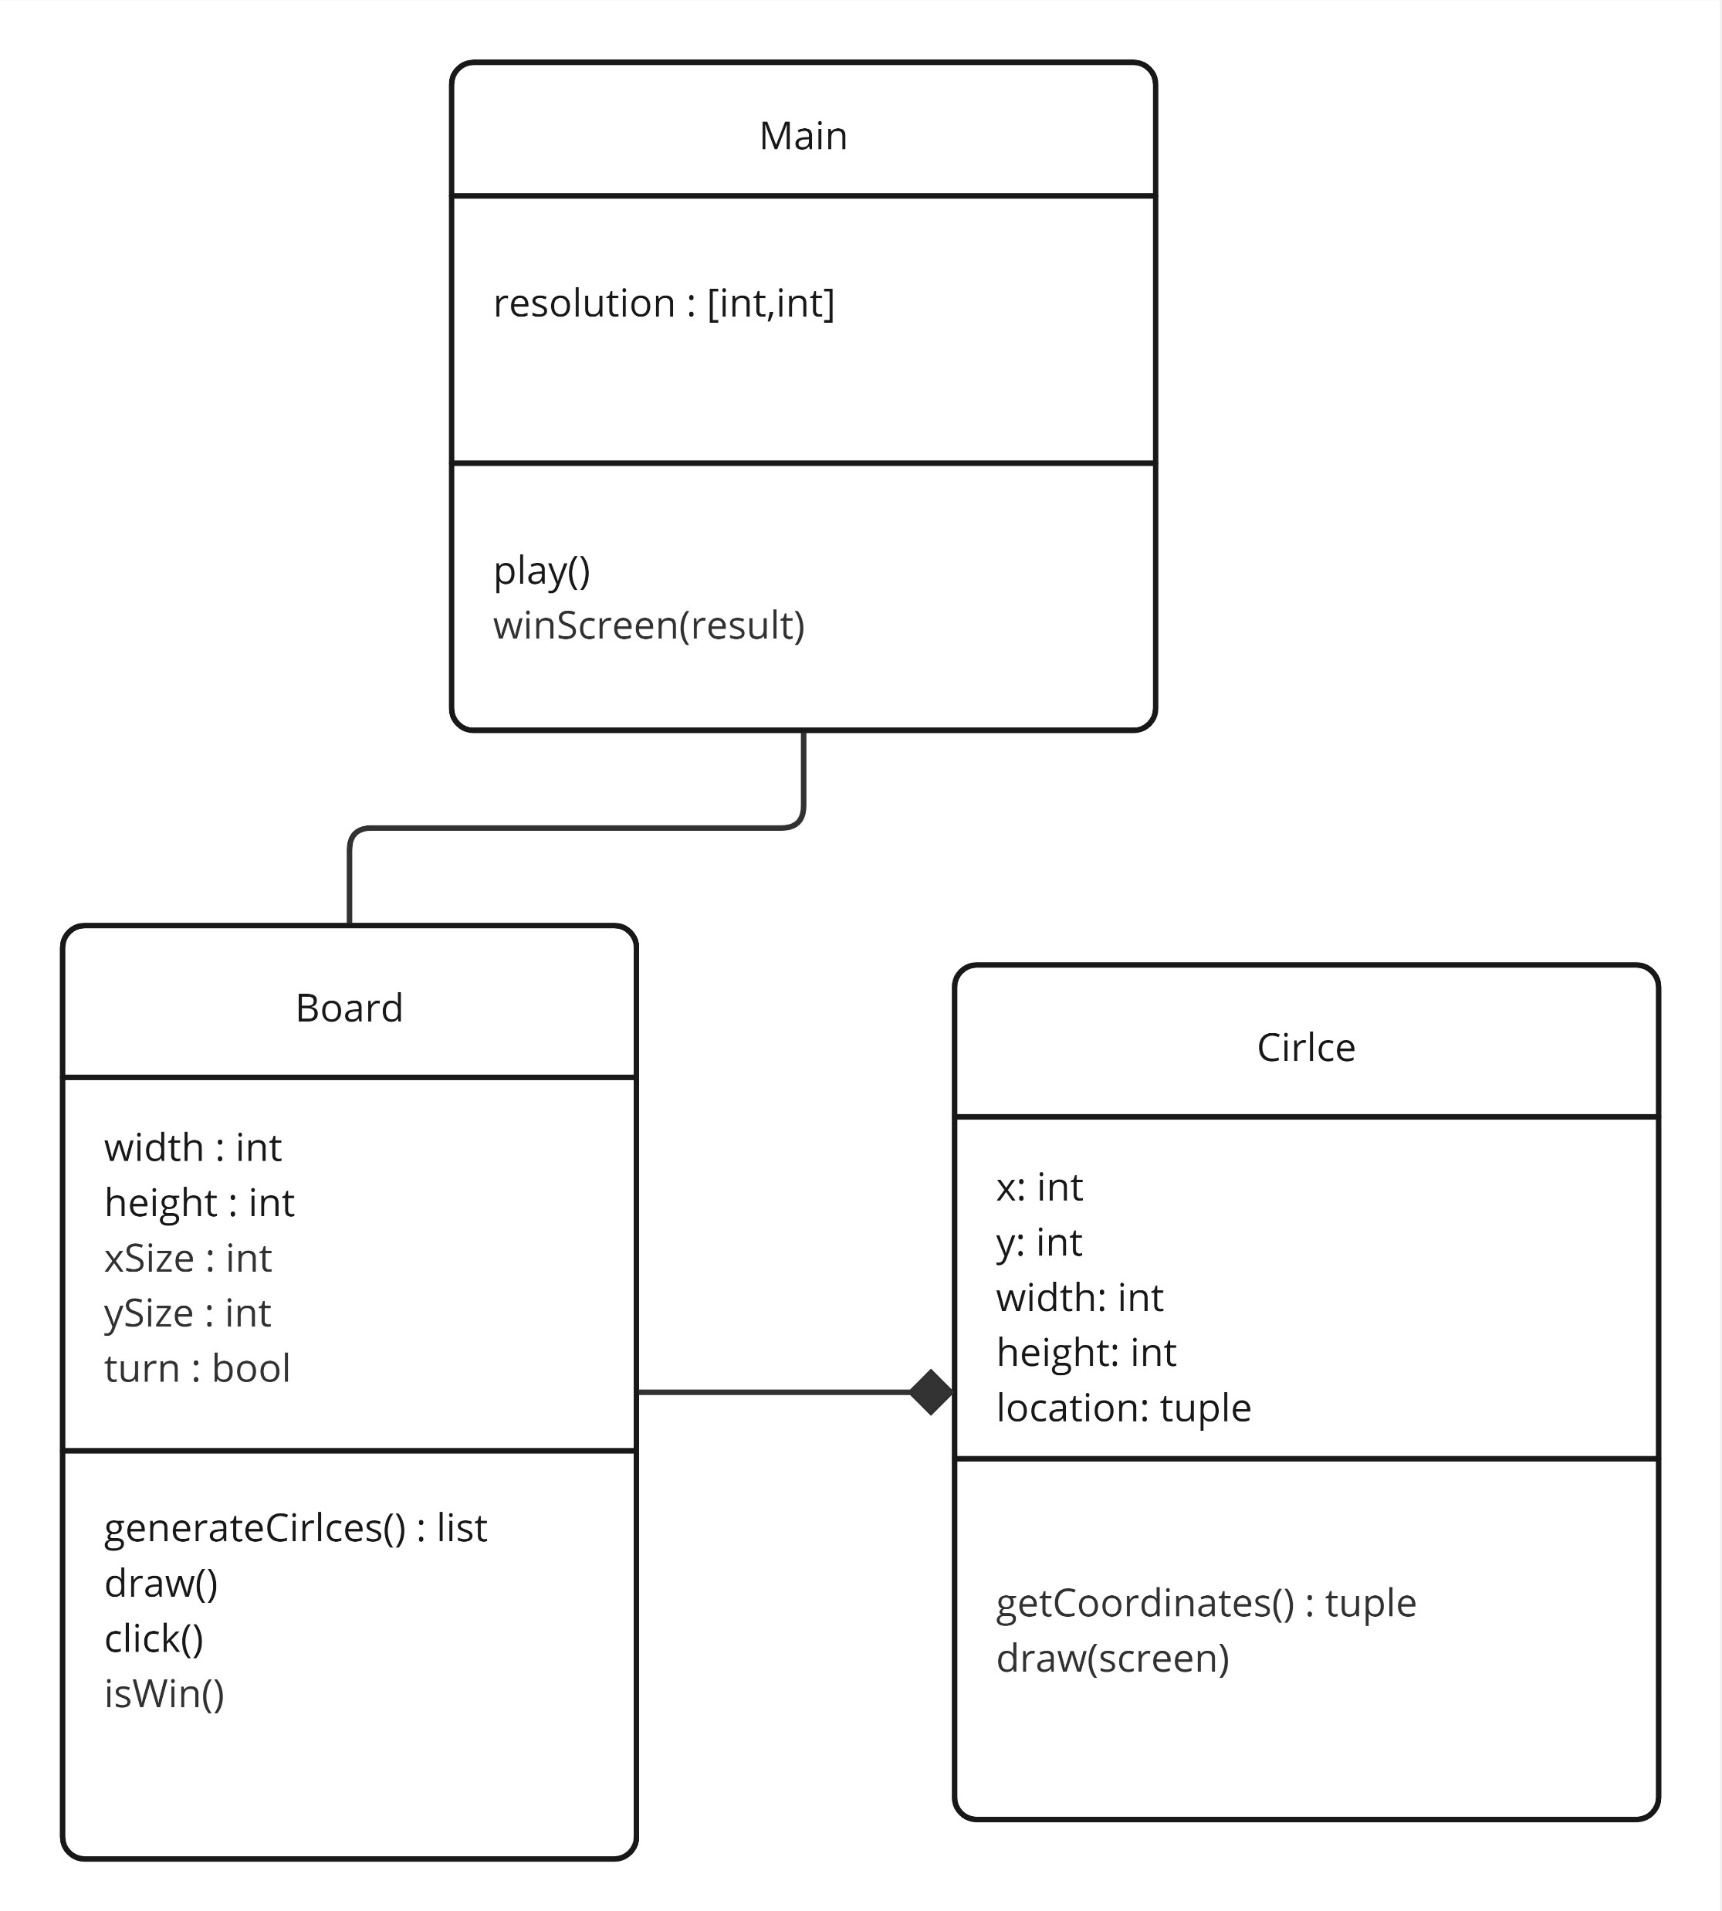 Main
resolution : [int,int]
play()
winScreen(result)
Board
width : int
height : int
xSize : int
ySize : int
turn : bool
generateCirlces() : list
draw()
click()
isWin()
Cirlce
x: int
y: int
width: int
height: int
location: tuple
getCoordinates() : tuple
draw(screen)